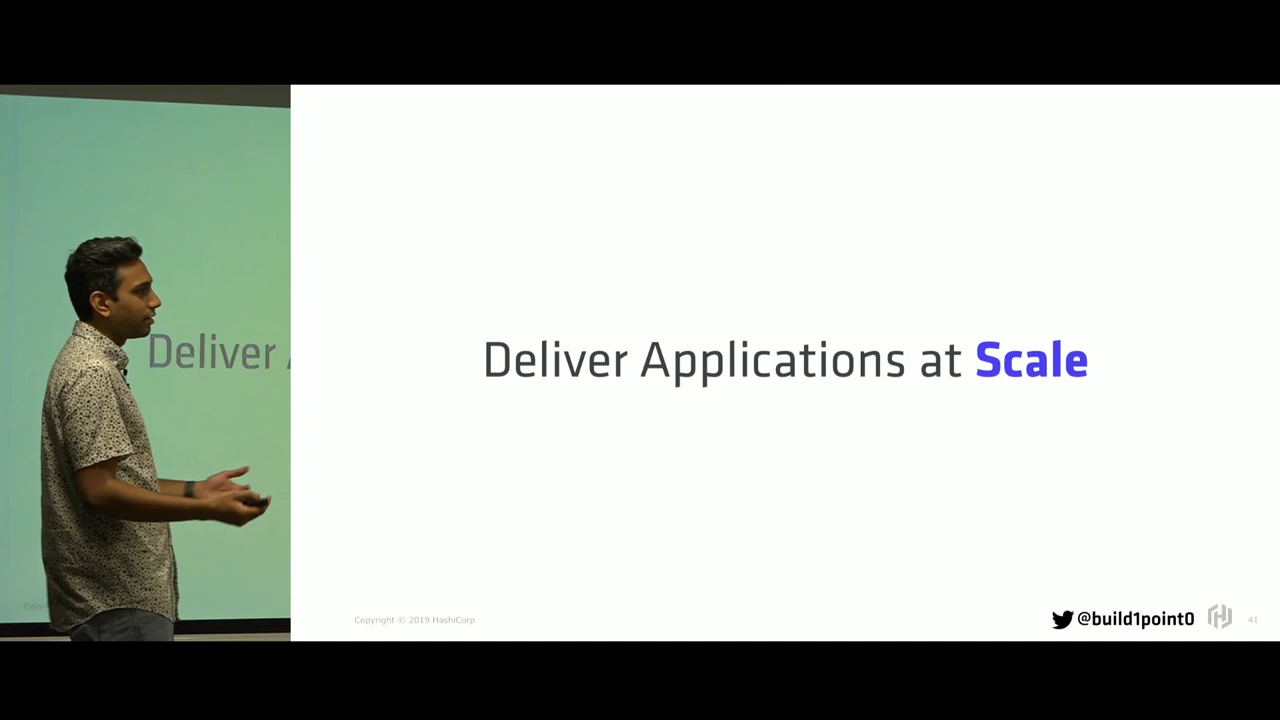 Deliver
Deliver Applications at Scale
Copyright © 2019 HashiCorp
@build1point0
41